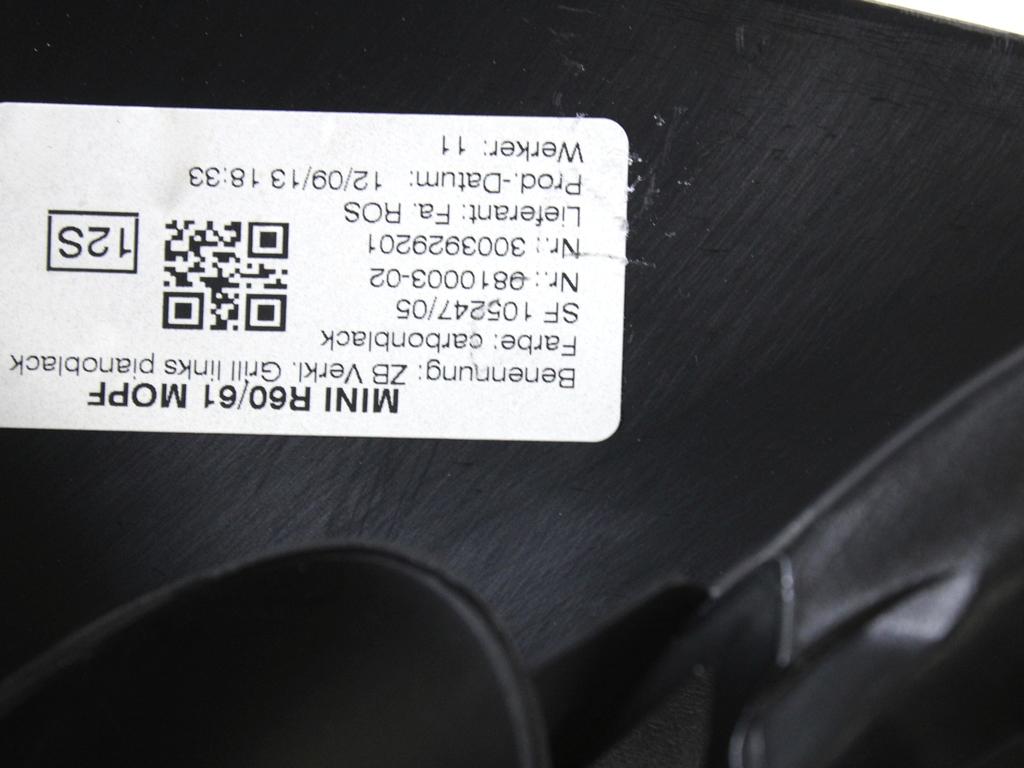 MINI R60/61 MOPF
Benennung: ZB Verkl. Grill links pianoblack
Farbe: carbonblack
SF 105247/05
Nr.: 9810003-02
Nr.: 3003929201
Lieferant: Fa. ROS
Prod.-Datum: 12/09/13 18:33
Werker: 11
12S